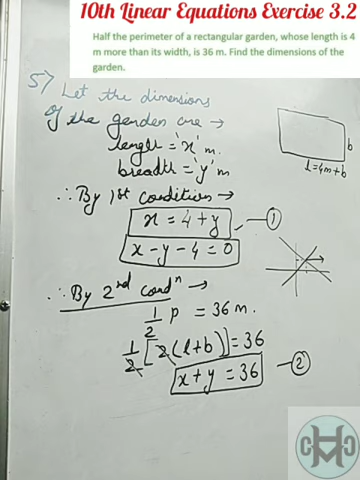 10th Linear Equations Exercise 3.2
Half the perimeter of a rectangular garden, whose length is 4
m more than its width, is 36 m. Find the dimensions of the
garden.
5) Let the dimensions
of the garden are →
length = 'x' m.
breadth = 'y' m
b
l = 4m+b
∴ By 1st condition →
x = 4 + y — ①
x - y - 4 = 0
∴ By 2nd condⁿ →
1/2 p = 36 m.
1/2 [2(l+b)] = 36
x + y = 36 — ②
CHC